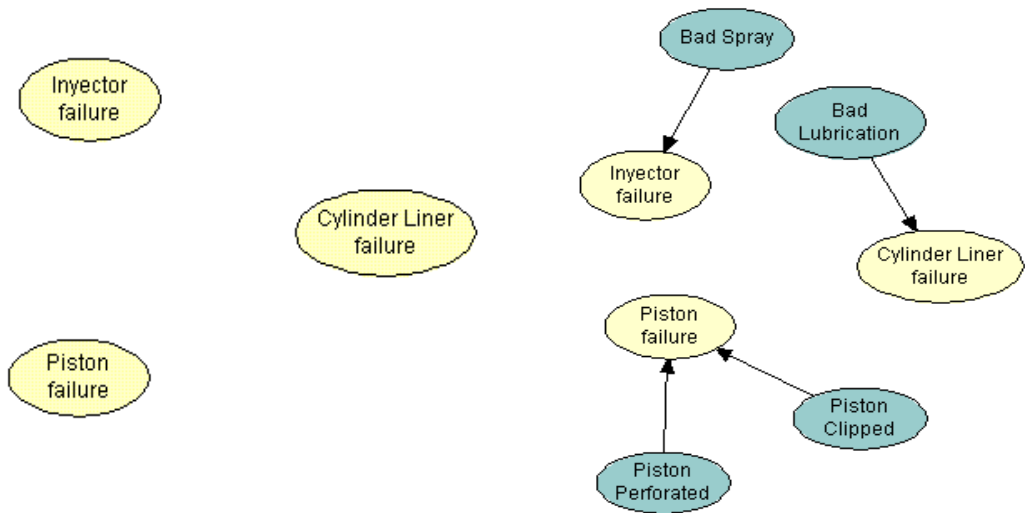 Inyector
failure
Cylinder Liner
failure
Piston
failure
Bad Spray
Bad
Lubrication
Inyector
failure
Cylinder Liner
failure
Piston
failure
Piston
Clipped
Piston
Perforated